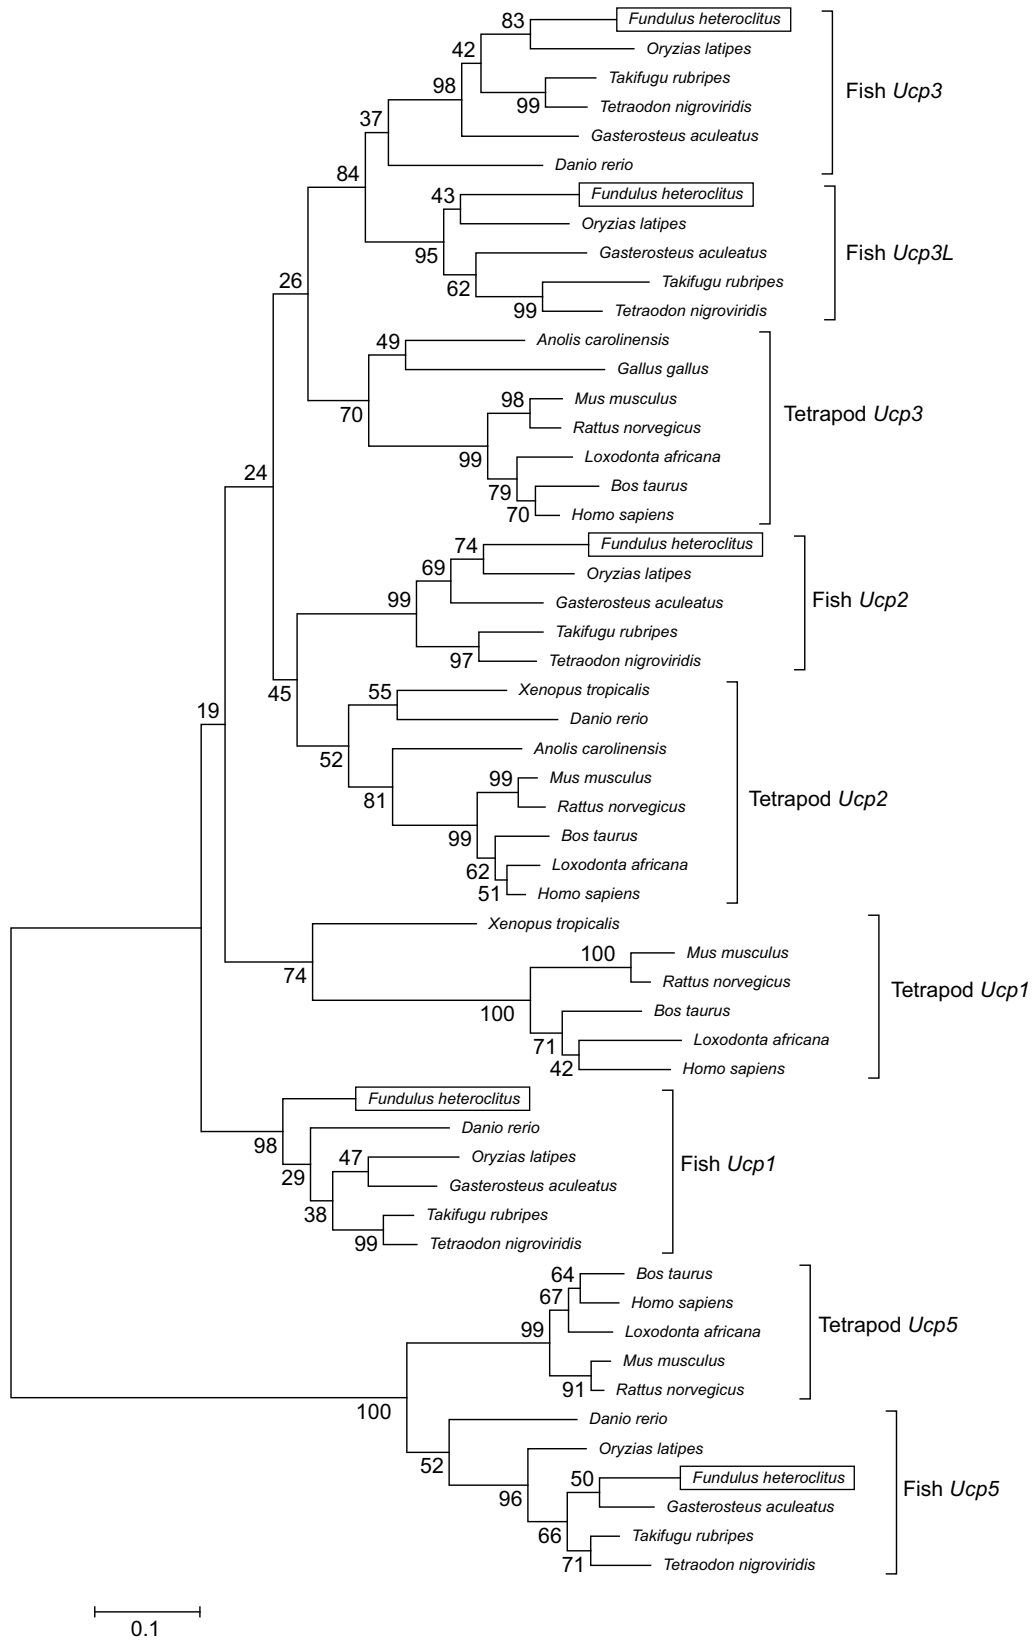 83
Fundulus heteroclitus
42
Oryzias latipes
Takifugu rubripes
98
99
Tetraodon nigroviridis
Fish Ucp3
37
Gasterosteus aculeatus
84
Danio rerio
43
Fundulus heteroclitus
Oryzias latipes
95
Gasterosteus aculeatus
Fish Ucp3L
26
62
Takifugu rubripes
99
Tetraodon nigroviridis
49
Anolis carolinensis
Gallus gallus
70
98
Mus musculus
Tetrapod Ucp3
Rattus norvegicus
99
Loxodonta africana
24
79
Bos taurus
70
Homo sapiens
74
Fundulus heteroclitus
69
Oryzias latipes
99
Gasterosteus aculeatus
Fish Ucp2
Takifugu rubripes
97
Tetraodon nigroviridis
45
55
Xenopus tropicalis
19
Danio rerio
52
Anolis carolinensis
99
Mus musculus
81
Rattus norvegicus
Tetrapod Ucp2
99
Bos taurus
62
Loxodonta africana
51
Homo sapiens
Xenopus tropicalis
74
100
Mus musculus
Rattus norvegicus
Tetrapod Ucp1
100
Bos taurus
71
Loxodonta africana
42
Homo sapiens
Fundulus heteroclitus
98
Danio rerio
29
47
Oryzias latipes
Fish Ucp1
Gasterosteus aculeatus
38
Takifugu rubripes
99
Tetraodon nigroviridis
64
Bos taurus
67
Homo sapiens
99
Loxodonta africana
Tetrapod Ucp5
Mus musculus
91
Rattus norvegicus
100
Danio rerio
52
Oryzias latipes
96
50
Fundulus heteroclitus
Fish Ucp5
Gasterosteus aculeatus
66
Takifugu rubripes
71
Tetraodon nigroviridis
0.1